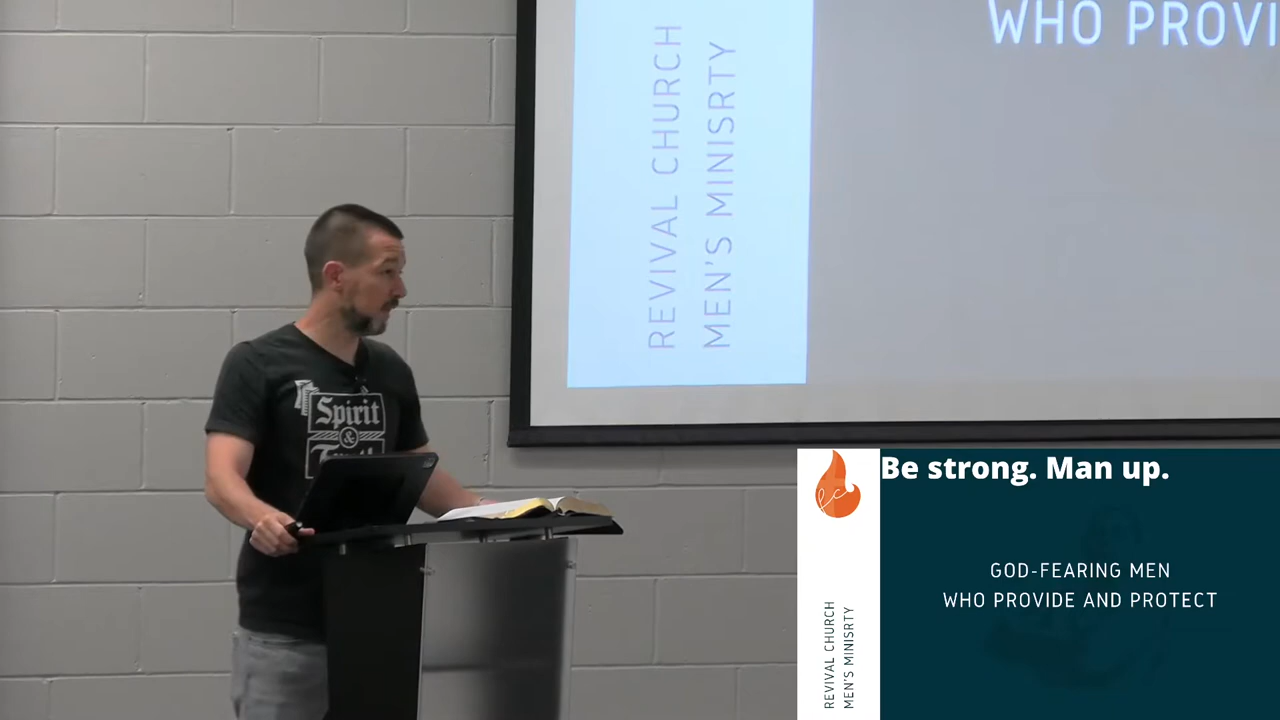 WHO PROVI
REVIVAL CHURCH
MEN'S MINISRTY
Spirit
&
Be strong. Man up.
GOD-FEARING MEN
WHO PROVIDE AND PROTECT
REVIVAL CHURCH
MEN'S MINISRTY